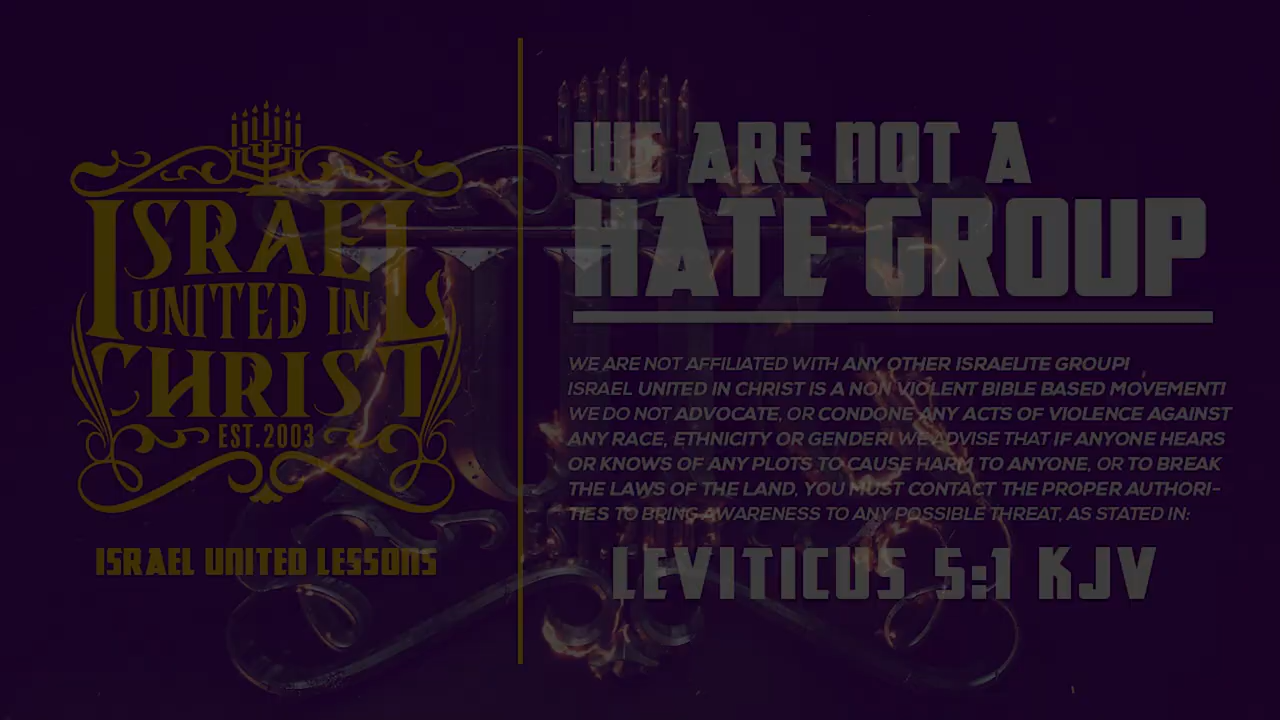 ISRAEL
UNITED IN
CHRIST
EST.2003
ISRAEL UNITED LESSONS
WE ARE NOT A
HATE GROUP
WE ARE NOT AFFILIATED WITH ANY OTHER ISRAELITE GROUP!
ISRAEL UNITED IN CHRIST IS A NON VIOLENT BIBLE BASED MOVEMENT!
WE DO NOT ADVOCATE, OR CONDONE ANY ACTS OF VIOLENCE AGAINST
ANY RACE, ETHNICITY OR GENDER! WE ADVISE THAT IF ANYONE HEARS
OR KNOWS OF ANY PLOTS TO CAUSE HARM TO ANYONE, OR TO BREAK
THE LAWS OF THE LAND, YOU MUST CONTACT THE PROPER AUTHORI-
TIES TO BRING AWARENESS TO ANY POSSIBLE THREAT, AS STATED IN:
LEVITICUS 5:1 KJV